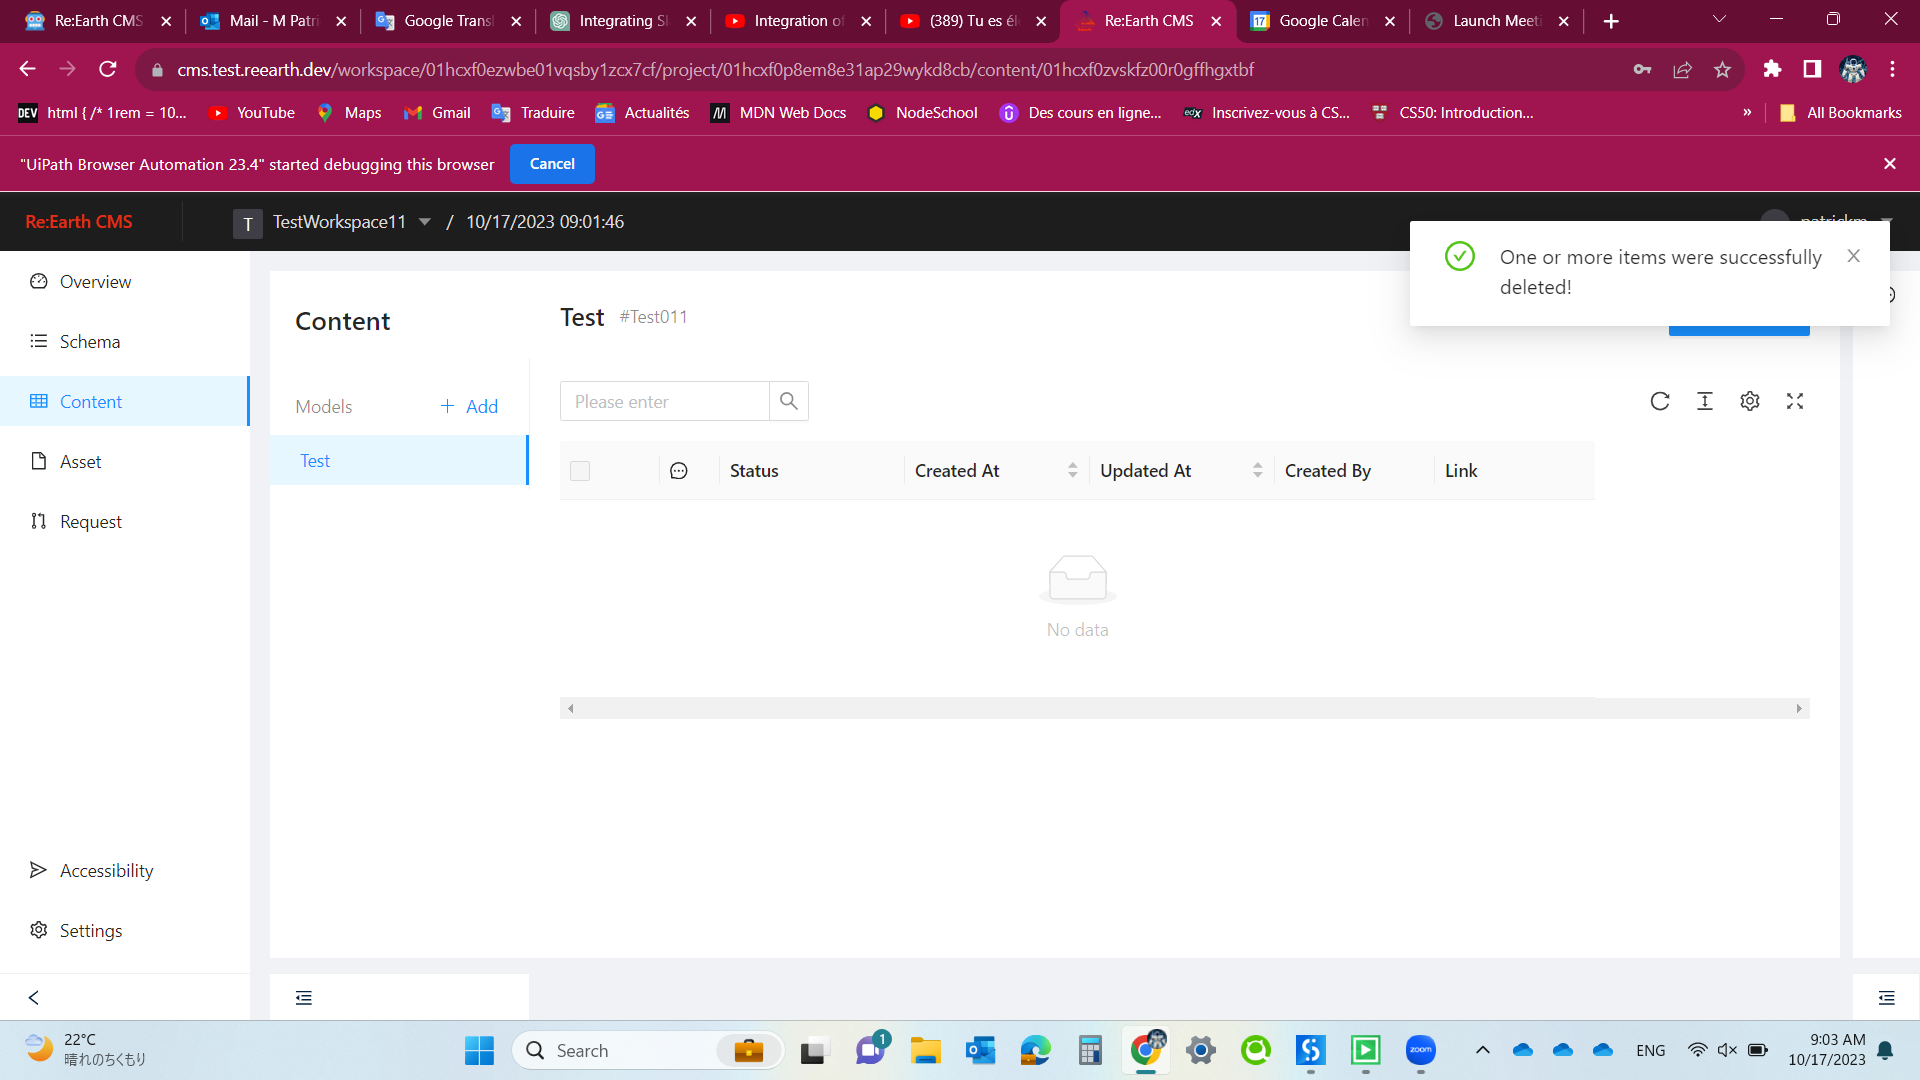 Re:Earth CMS
Mail - M Patri
Google Transl
Integrating Sl
Integration of
(389) Tu es éle
Re:Earth CMS
Google Calen
Launch Meeti
cms.test.reearth.dev/workspace/01hcxf0ezwbe01vqsby1zcx7cf/project/01hcxf0p8em8e31ap29wykd8cb/content/01hcxf0zvskfz00r0gffhgxtbf
DEV html { /* 1rem = 10...
YouTube
Maps
Gmail
Traduire
Actualités
MDN Web Docs
NodeSchool
Des cours en ligne...
edX Inscrivez-vous à CS...
CS50: Introduction...
»
All Bookmarks
"UiPath Browser Automation 23.4" started debugging this browser
Cancel
Re:Earth CMS
T TestWorkspace11 / 10/17/2023 09:01:46
patrickm
One or more items were successfully
deleted!
Overview
Schema
Content
Asset
Request
Accessibility
Settings
Content
Models
+ Add
Test
Test #Test011
Please enter
Status
Created At
Updated At
Created By
Link
No data
22°C
晴れのちくもり
Search
1
zoom
ENG
9:03 AM
10/17/2023